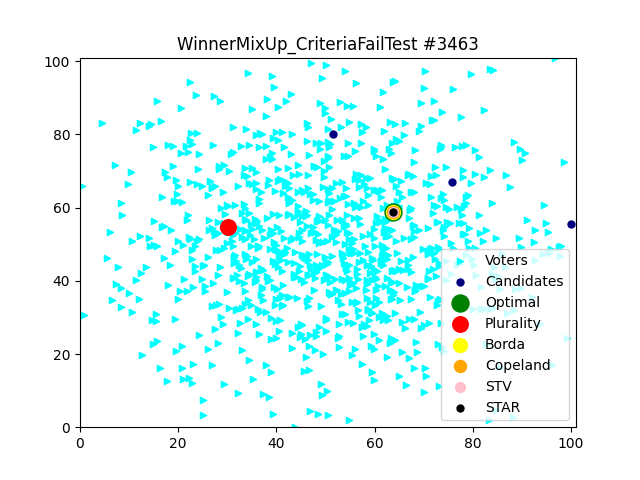 WinnerMixUp_CriteriaFailTest #3463
100
80
60
40
20
0
0
20
40
60
80
100
Voters
Candidates
Optimal
Plurality
Borda
Copeland
STV
STAR